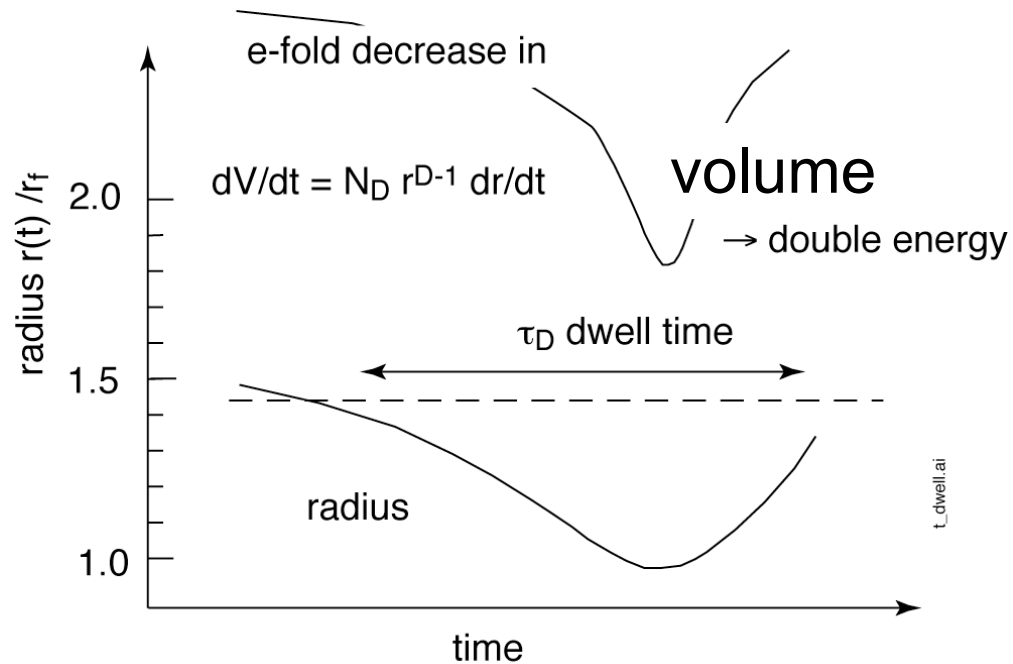 e-fold decrease in
dV/dt = N_D r^{D-1} dr/dt
volume
→ double energy
radius r(t) /r_f
2.0
1.5
1.0
τ_D dwell time
radius
time
t_dwell.ai